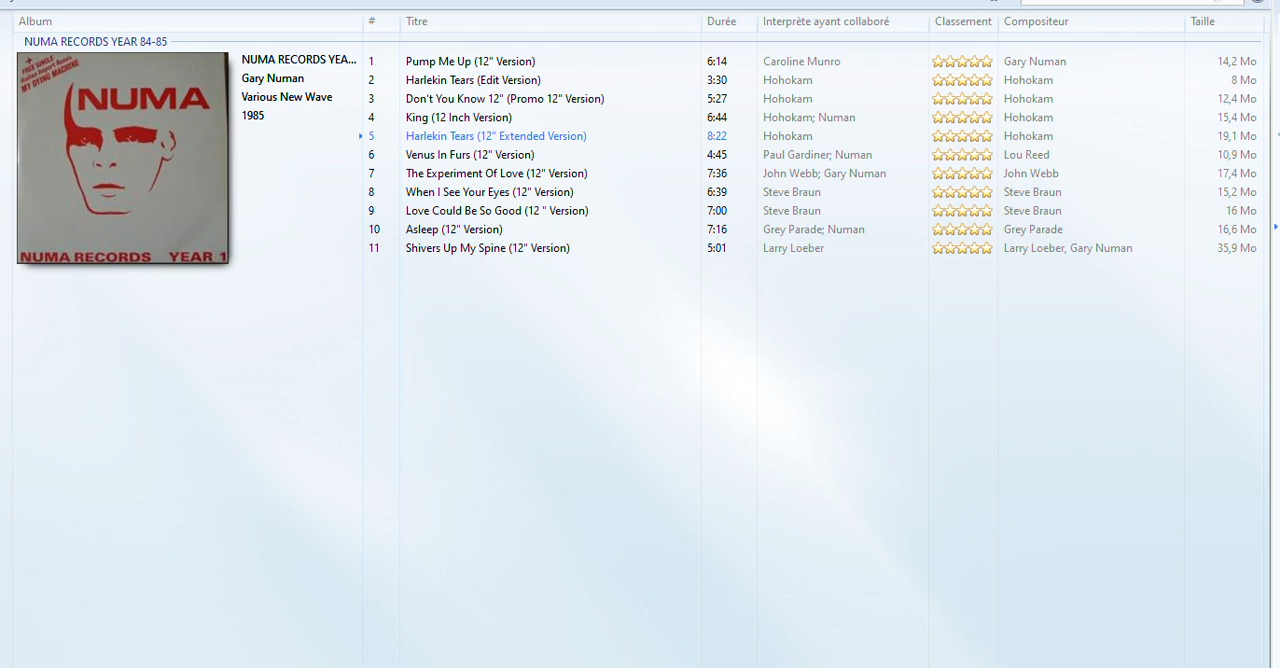 Album # Titre Durée Interprète ayant collaboré Classement Compositeur Taille
NUMA RECORDS YEAR 84-85
+
FREE SINGLE
MY DYING MACHINE
NUMA
NUMA RECORDS YEAR 1
NUMA RECORDS YEA...
Gary Numan
Various New Wave
1985
1 Pump Me Up (12" Version) 6:14 Caroline Munro Gary Numan 14,2 Mo
2 Harlekin Tears (Edit Version) 3:30 Hohokam Hohokam 8 Mo
3 Don't You Know 12" (Promo 12" Version) 5:27 Hohokam Hohokam 12,4 Mo
4 King (12 Inch Version) 6:44 Hohokam; Numan Hohokam 15,4 Mo
5 Harlekin Tears (12" Extended Version) 8:22 Hohokam Hohokam 19,1 Mo
6 Venus In Furs (12" Version) 4:45 Paul Gardiner; Numan Lou Reed 10,9 Mo
7 The Experiment Of Love (12" Version) 7:36 John Webb; Gary Numan John Webb 17,4 Mo
8 When I See Your Eyes (12" Version) 6:39 Steve Braun Steve Braun 15,2 Mo
9 Love Could Be So Good (12 " Version) 7:00 Steve Braun Steve Braun 16 Mo
10 Asleep (12" Version) 7:16 Grey Parade; Numan Grey Parade 16,6 Mo
11 Shivers Up My Spine (12" Version) 5:01 Larry Loeber Larry Loeber, Gary Numan 35,9 Mo